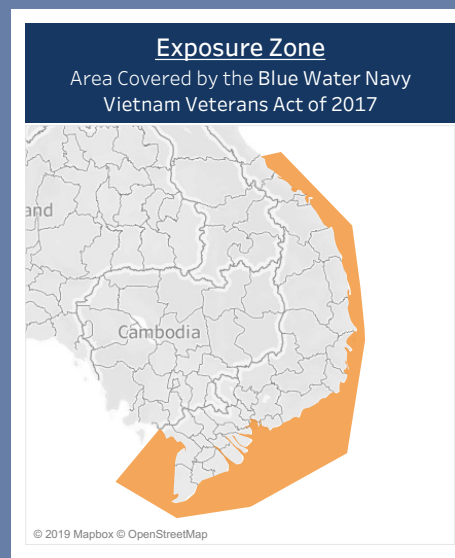 Exposure Zone
Area Covered by the Blue Water Navy
Vietnam Veterans Act of 2017
and
Cambodia
© 2019 Mapbox © OpenStreetMap